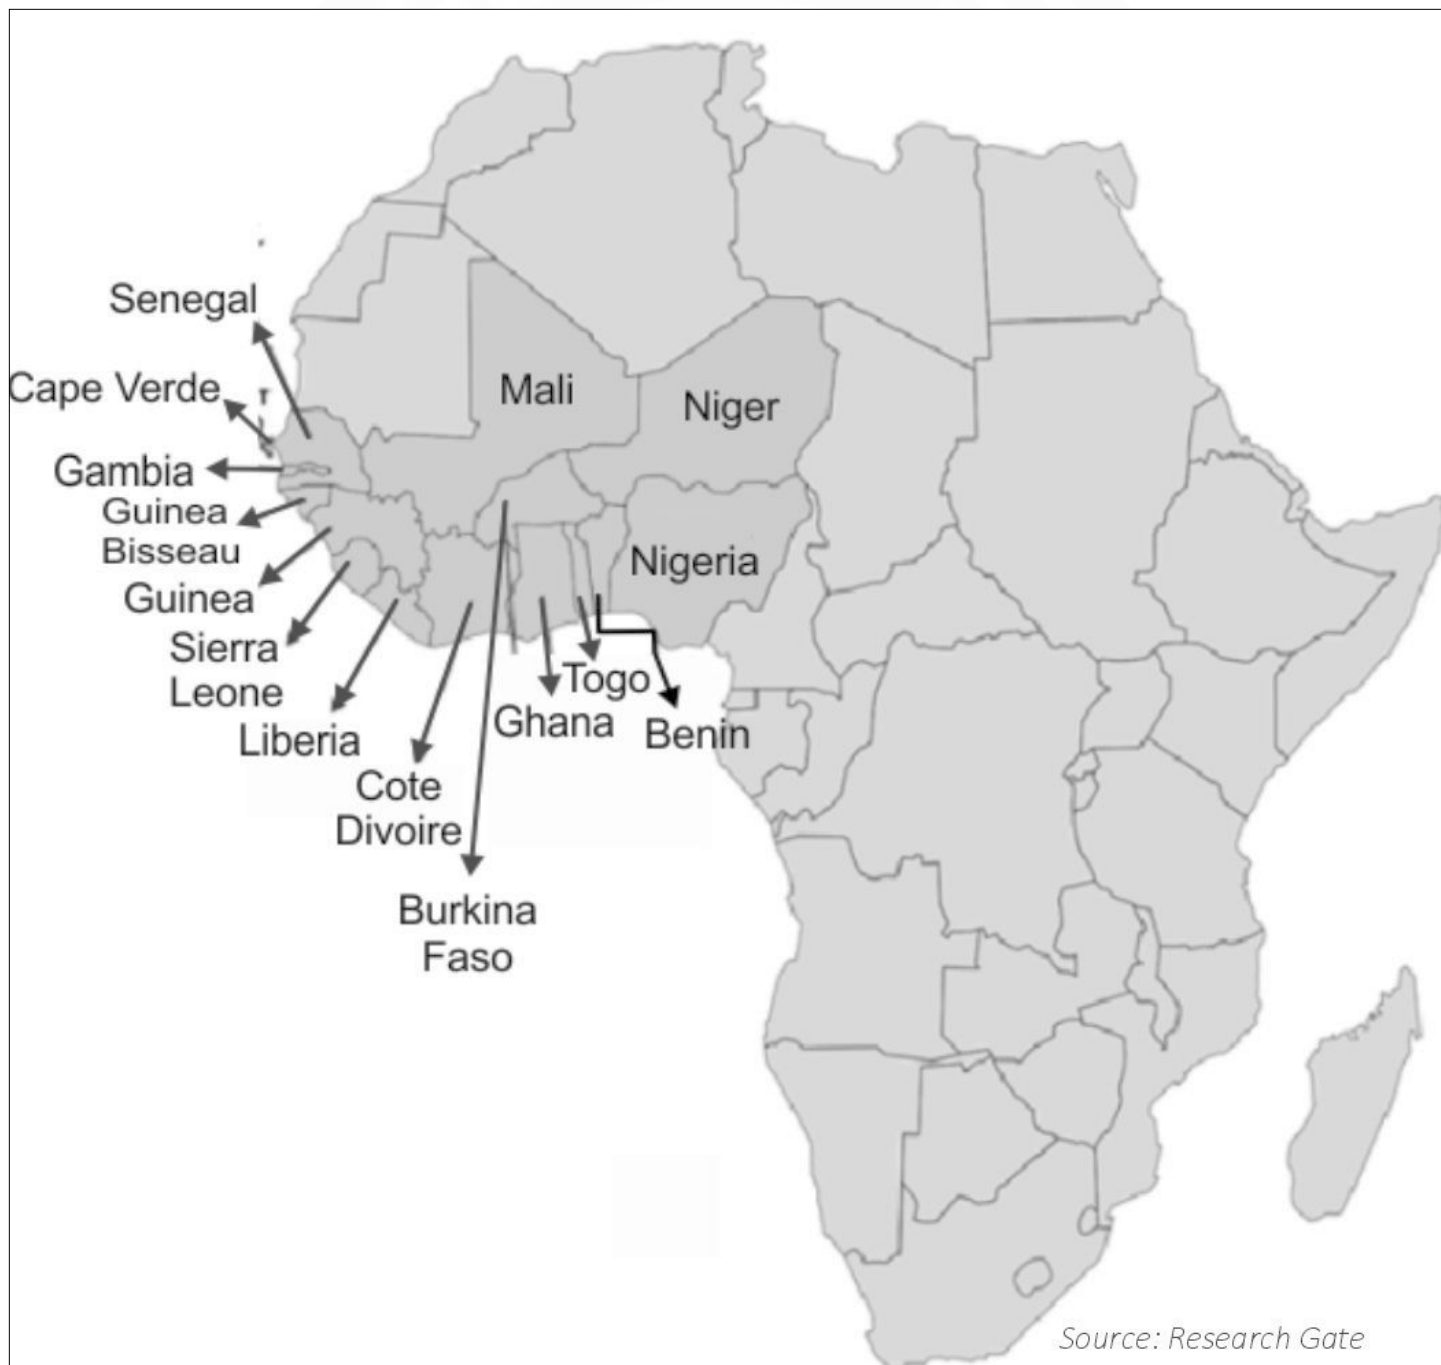 Senegal
Cape Verde
Mali
Niger
Gambia
Guinea
Bisseau
Nigeria
Guinea
Sierra
Leone
Togo
Liberia
Ghana
Benin
Cote
Divoire
Burkina
Faso
Source: Research Gate